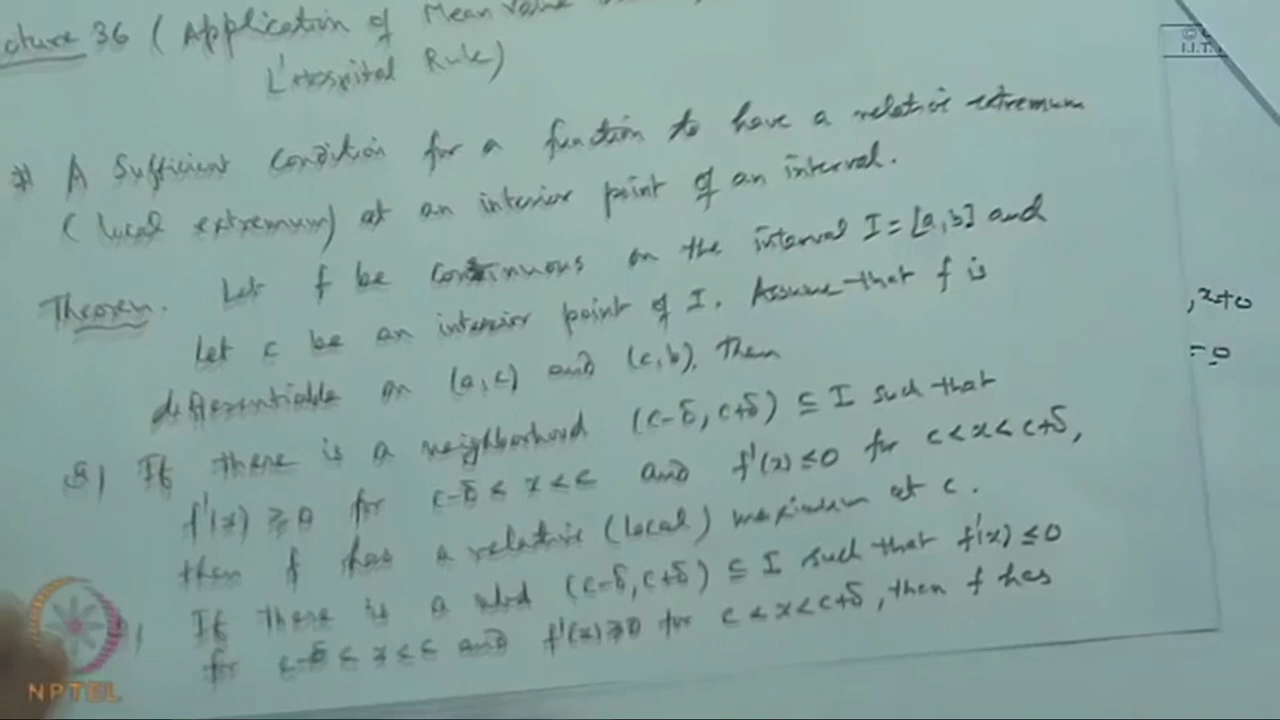 Lecture 36 (Application of Mean Value
L'Hospital Rule)
* A Sufficient Condition for a function to have a relative extremum
(local extremum) at an interior point of an interval.
Theorem. Let f be continuous on the interval I = [a,b] and
let c be an interior point of I. Assume that f is
differentiable on (a,c) and (c,b). Then
If there is a neighborhood (c-δ, c+δ) ⊆ I such that
f'(x) ≥ 0 for c-δ < x < c and f'(x) ≤ 0 for c < x < c+δ,
then f has a relative (local) maximum at c.
If there is a nbd (c-δ, c+δ) ⊆ I such that f'(x) ≤ 0
for c-δ < x < c and f'(x) ≥ 0 for c < x < c+δ, then f has
, x≠0
= 0
I.I.T.
NPTEL